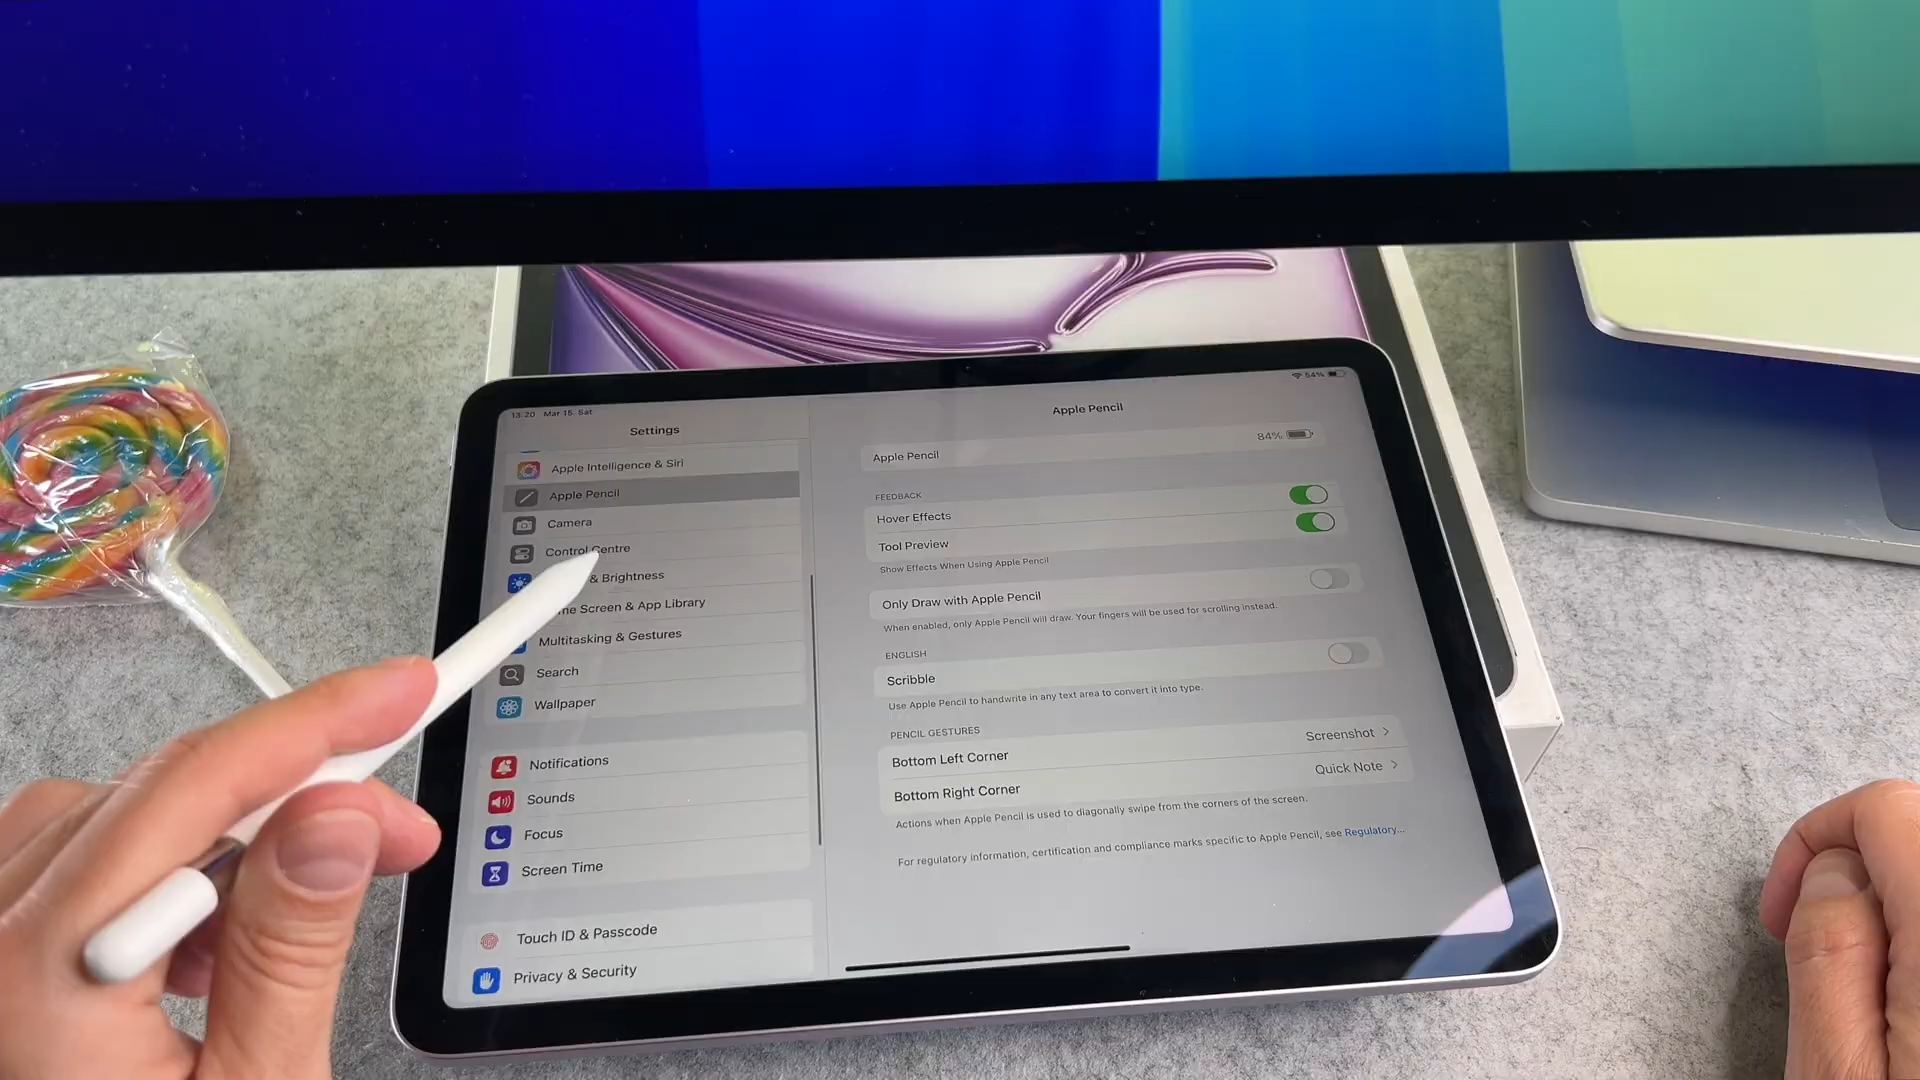 13:20 Mar 15 Sat
54%
Settings
Apple Intelligence & Siri
Apple Pencil
Camera
Control Centre
& Brightness
Screen & App Library
Multitasking & Gestures
Search
Wallpaper
Notifications
Sounds
Focus
Screen Time
Touch ID & Passcode
Privacy & Security
Apple Pencil
Apple Pencil 84%
FEEDBACK
Hover Effects
Tool Preview
Show Effects When Using Apple Pencil
Only Draw with Apple Pencil
When enabled, only Apple Pencil will draw. Your fingers will be used for scrolling instead.
ENGLISH
Scribble
Use Apple Pencil to handwrite in any text area to convert it into type.
PENCIL GESTURES
Bottom Left Corner Screenshot
Bottom Right Corner Quick Note
Actions when Apple Pencil is used to diagonally swipe from the corners of the screen.
For regulatory information, certification and compliance marks specific to Apple Pencil, see Regulatory...